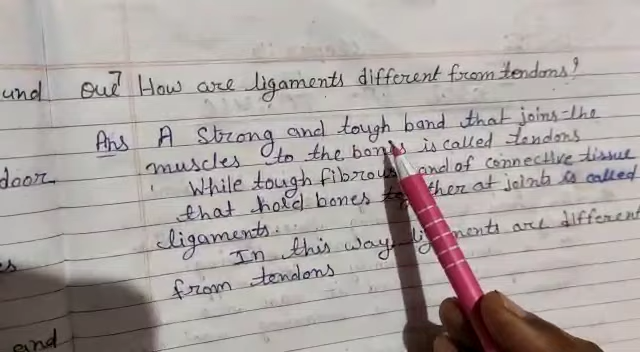 und
Que? How are ligaments different from tendons?
Ans A Strong and tough band that joins the
muscles to the bones is called tendons
door
While tough fibrous band of connective tissue
that hold bones together at joints is called
ligaments.
In this way, ligaments are different
from tendons
and